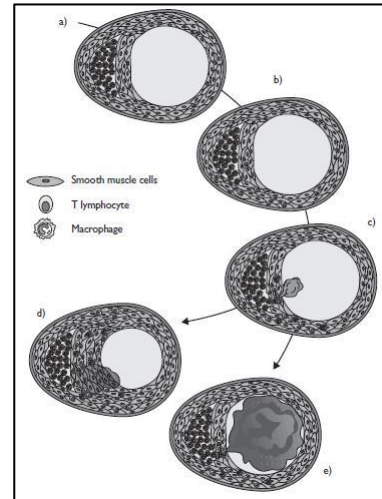 a)
b)
Smooth muscle cells
T lymphocyte
Macrophage
c)
d)
e)